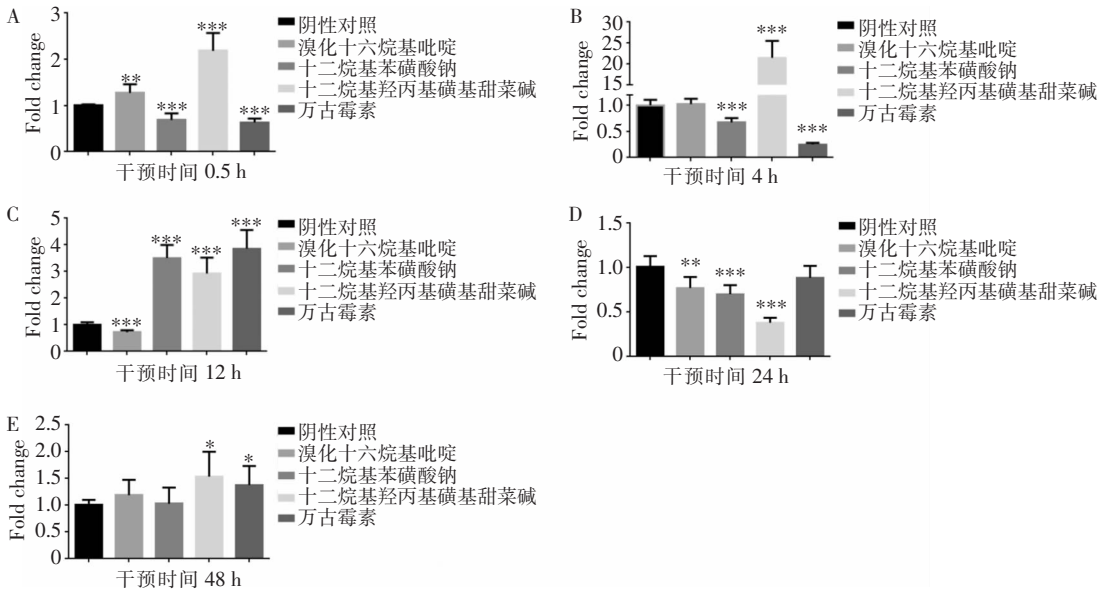 A
Fold change
3
2
1
0
**
***
***
***
干预时间 0.5 h
阴性对照
溴化十六烷基吡啶
十二烷基苯磺酸钠
十二烷基羟丙基磺基甜菜碱
万古霉素
B
Fold change
30
25
20
15
10
1.0
0.5
0
***
***
***
干预时间 4 h
阴性对照
溴化十六烷基吡啶
十二烷基苯磺酸钠
十二烷基羟丙基磺基甜菜碱
万古霉素
C
Fold change
5
4
3
2
1
0
***
***
***
***
干预时间 12 h
阴性对照
溴化十六烷基吡啶
十二烷基苯磺酸钠
十二烷基羟丙基磺基甜菜碱
万古霉素
D
Fold change
1.5
1.0
0.5
0
**
***
***
干预时间 24 h
阴性对照
溴化十六烷基吡啶
十二烷基苯磺酸钠
十二烷基羟丙基磺基甜菜碱
万古霉素
E
Fold change
2.5
2.0
1.5
1.0
0.5
0
*
*
干预时间 48 h
阴性对照
溴化十六烷基吡啶
十二烷基苯磺酸钠
十二烷基羟丙基磺基甜菜碱
万古霉素